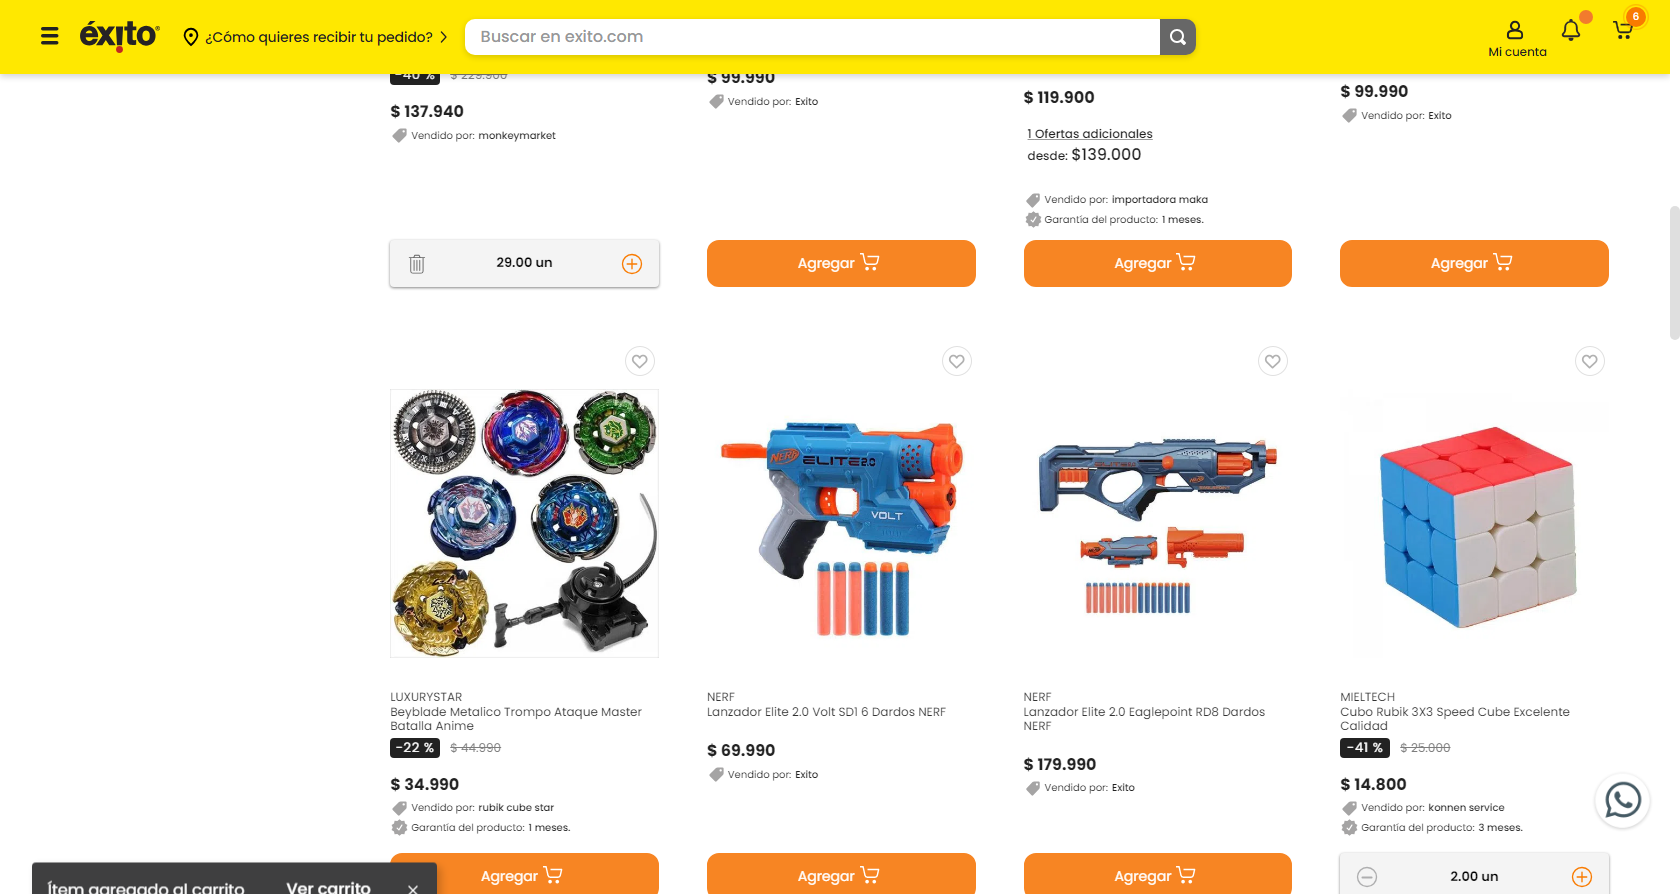 éxito
¿Cómo quieres recibir tu pedido?
Buscar en exito.com
Mi cuenta
6
-40 % $ 229.900
$ 137.940
Vendido por: monkeymarket
29.00 un
$ 99.990
Vendido por: Exito
Agregar
$ 119.900
1 Ofertas adicionales
desde: $139.000
Vendido por: importadora maka
Garantía del producto: 1 meses.
Agregar
$ 99.990
Vendido por: Exito
Agregar
LUXURYSTAR
Beyblade Metalico Trompo Ataque Master
Batalla Anime
-22 % $ 44.990
$ 34.990
Vendido por: rubik cube star
Garantía del producto: 1 meses.
Agregar
NERF ELITE 2.0
VOLT
NERF
Lanzador Elite 2.0 Volt SD1 6 Dardos NERF
$ 69.990
Vendido por: Exito
Agregar
NERF
Lanzador Elite 2.0 Eaglepoint RD8 Dardos
NERF
$ 179.990
Vendido por: Exito
Agregar
MIELTECH
Cubo Rubik 3X3 Speed Cube Excelente
Calidad
-41 % $ 25.000
$ 14.800
Vendido por: konnen service
Garantía del producto: 3 meses.
2.00 un
Ítem agregado al carrito Ver carrito